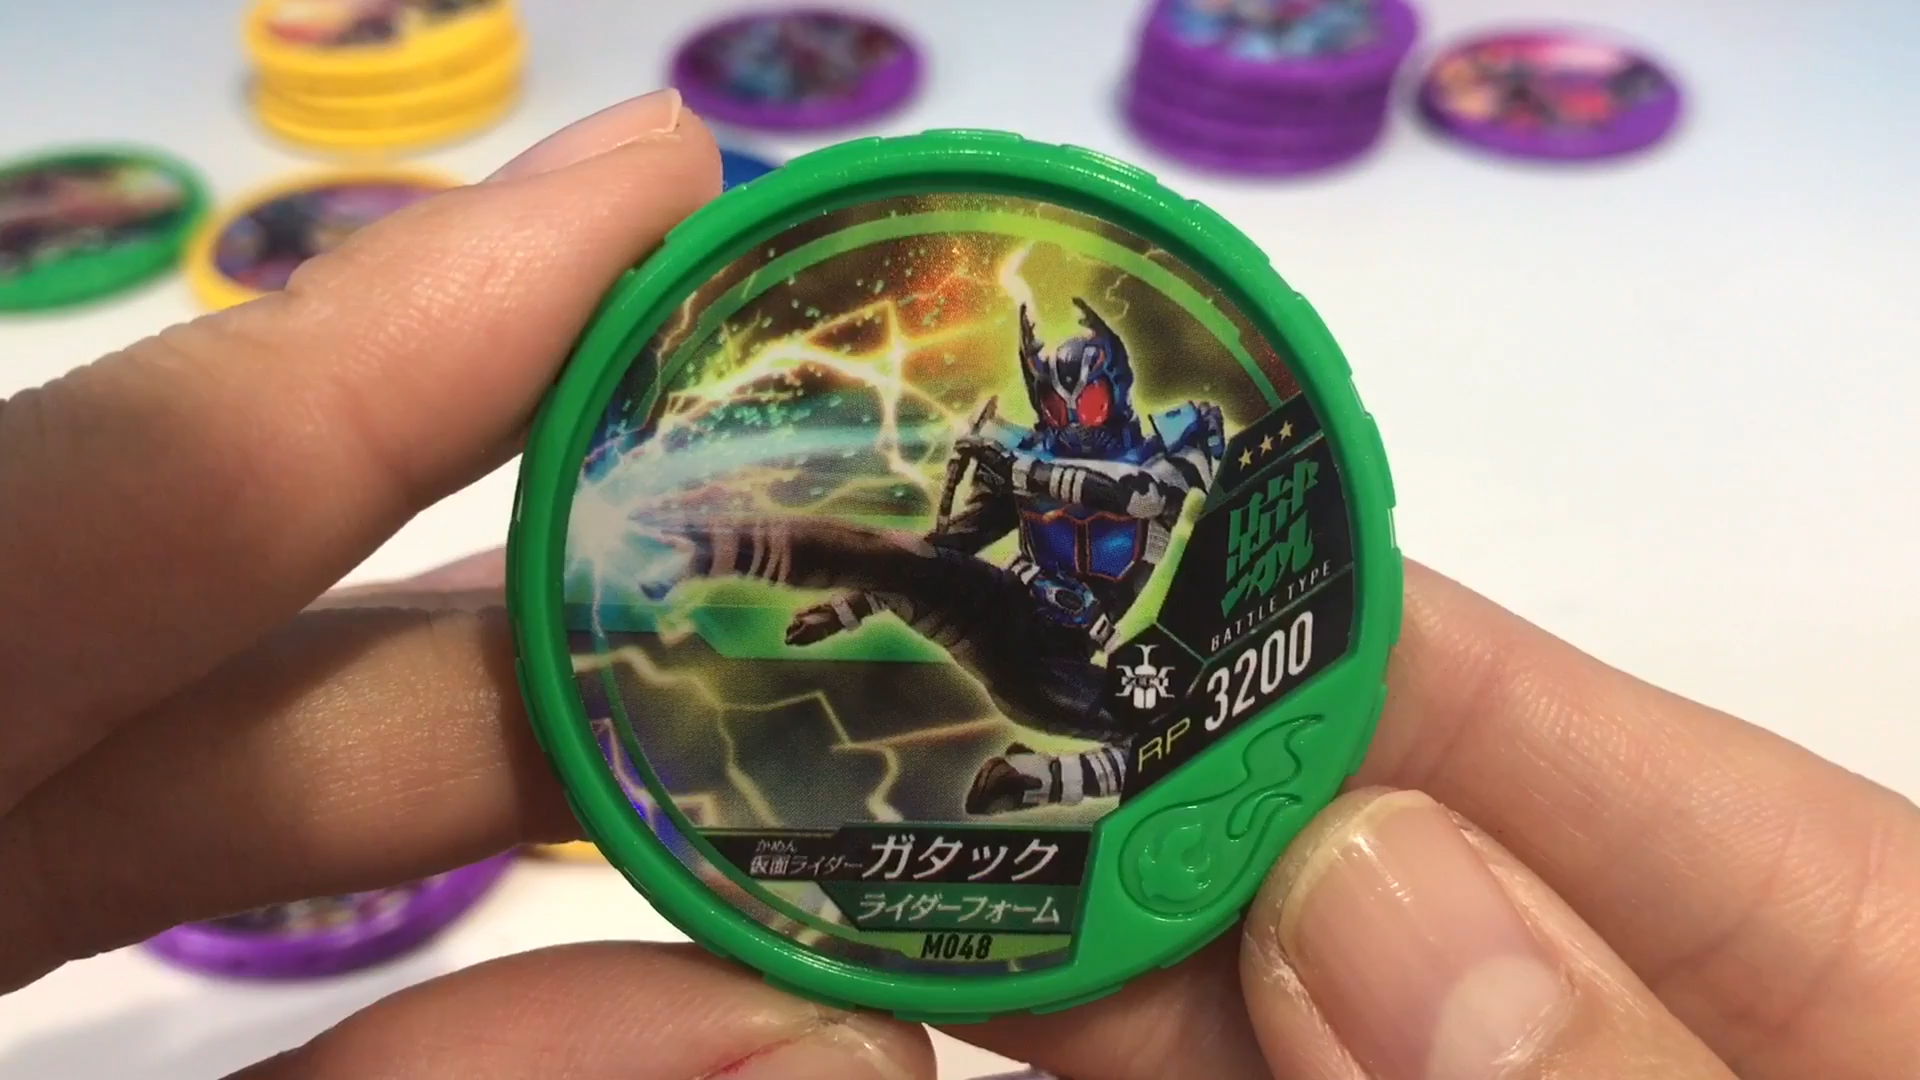 BATTLE TYPE
RP 3200
かめん
仮面ライダー ガタック
ライダーフォーム
M048